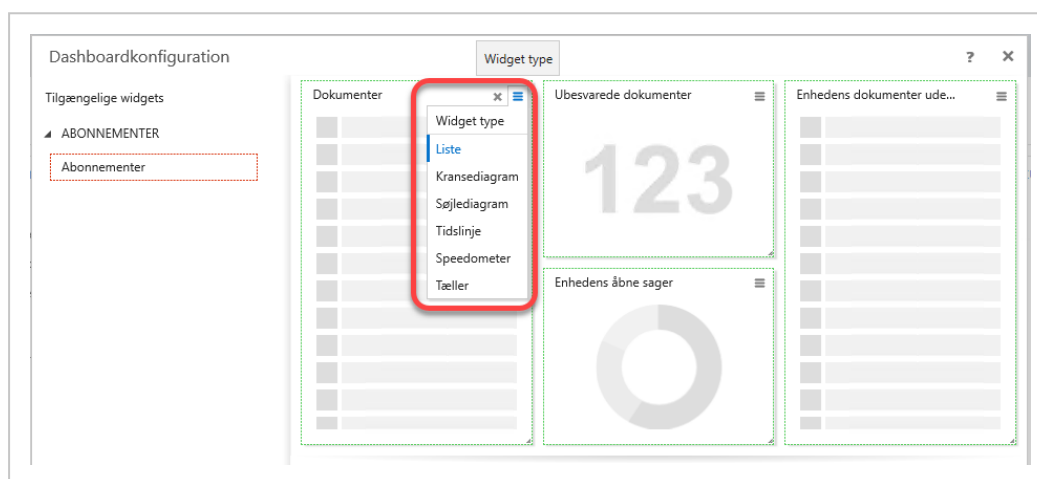 Dashboardkonfiguration
Widget type
?
Tilgængelige widgets
ABONNEMENTER
Abonnementer
Dokumenter
Widget type
Liste
Kransediagram
Søjlediagram
Tidslinje
Speedometer
Tæller
Ubesvarede dokumenter
123
Enhedens åbne sager
Enhedens dokumenter ude...